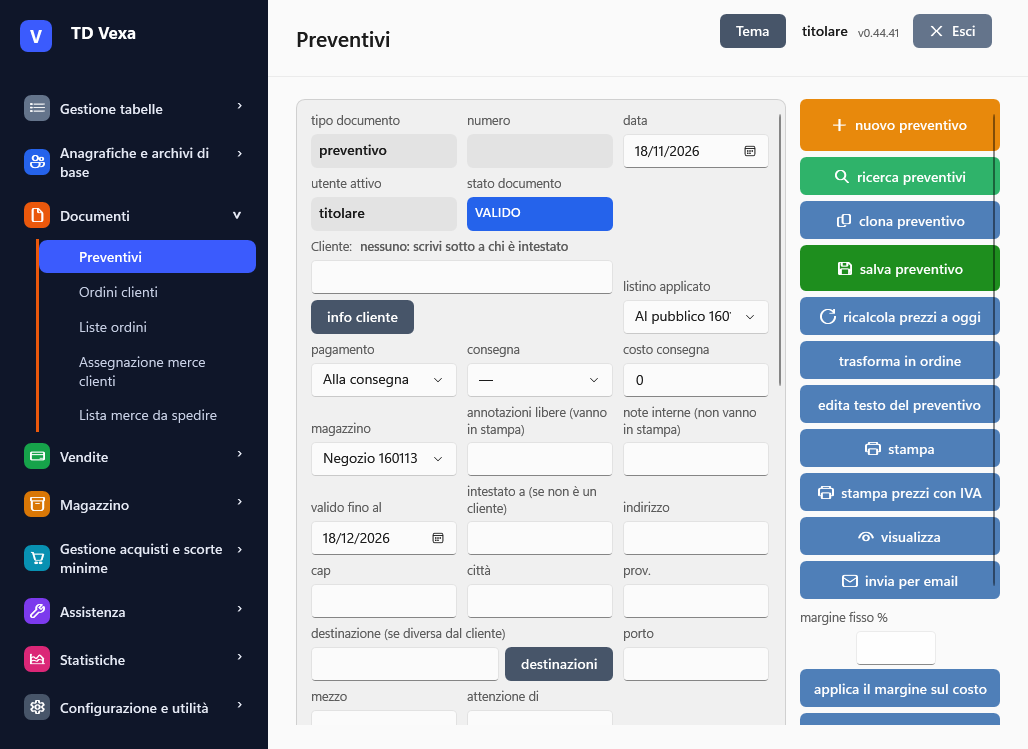 V
TD Vexa
Gestione tabelle
Anagrafiche e archivi di
base
Documenti
Preventivi
Ordini clienti
Liste ordini
Assegnazione merce
clienti
Lista merce da spedire
Vendite
Magazzino
Gestione acquisti e scorte
minime
Assistenza
Statistiche
Configurazione e utilità
Preventivi
Tema
titolare
v0.44.41
Esci
tipo documento
numero
data
preventivo
18/11/2026
utente attivo
stato documento
titolare
VALIDO
Cliente: nessuno: scrivi sotto a chi è intestato
listino applicato
info cliente
Al pubblico 160
pagamento
consegna
costo consegna
Alla consegna
—
0
magazzino
annotazioni libere (vanno
in stampa)
note interne (non vanno
in stampa)
Negozio 160113
valido fino al
intestato a (se non è un
cliente)
indirizzo
18/12/2026
cap
città
prov.
destinazione (se diversa dal cliente)
porto
destinazioni
mezzo
attenzione di
nuovo preventivo
ricerca preventivi
clona preventivo
salva preventivo
ricalcola prezzi a oggi
trasforma in ordine
edita testo del preventivo
stampa
stampa prezzi con IVA
visualizza
invia per email
margine fisso %
applica il margine sul costo